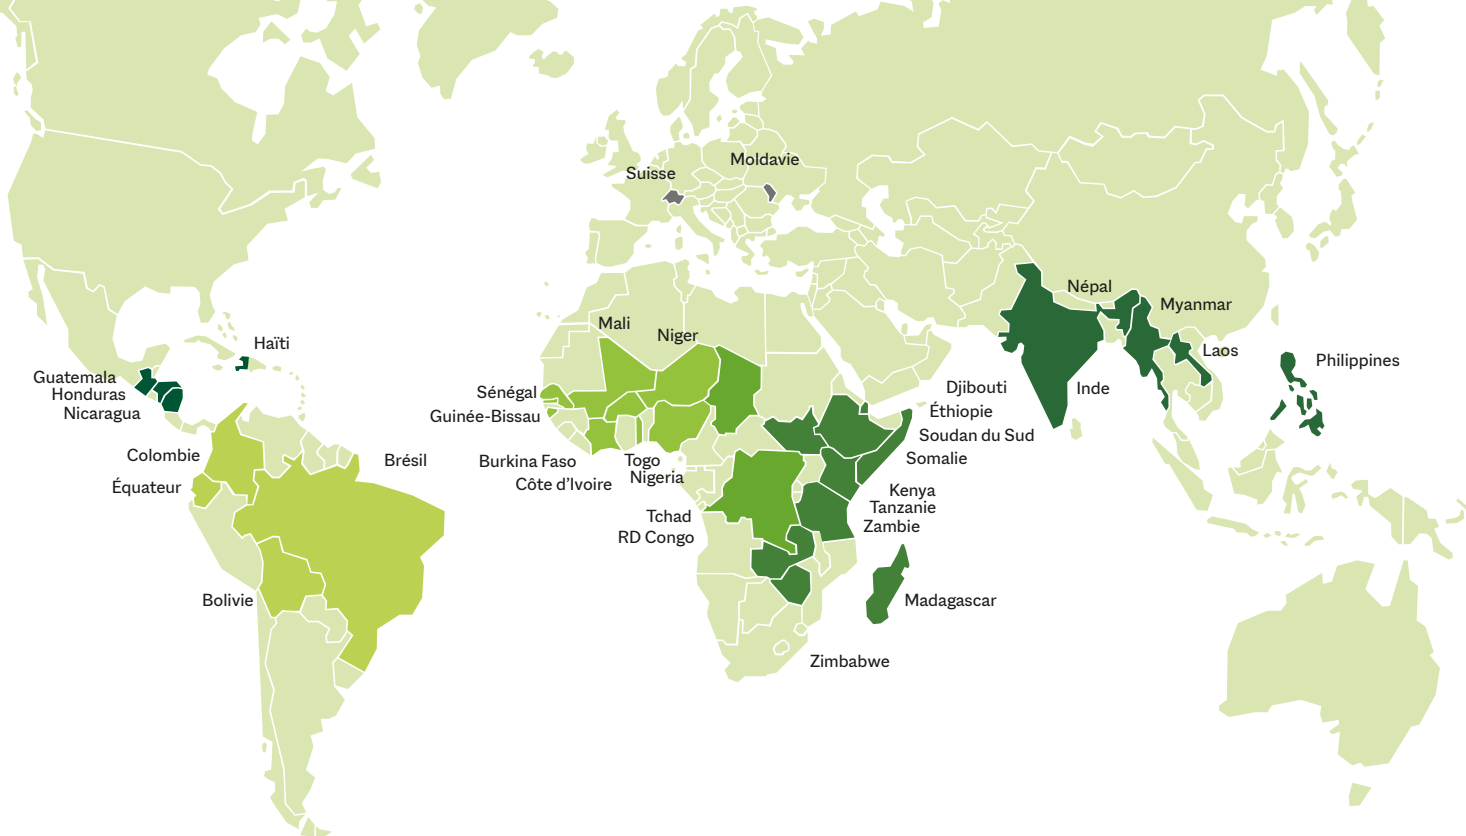 Moldavie
Suisse
Népal
Myanmar
Mali
Niger
Haïti
Laos
Philippines
Guatemala
Honduras
Nicaragua
Sénégal
Guinée-Bissau
Djibouti
Inde
Éthiopie
Soudan du Sud
Somalie
Colombie
Brésil
Équateur
Burkina Faso
Côte d’Ivoire
Togo
Nigeria
Kenya
Tanzanie
Zambie
Tchad
RD Congo
Bolivie
Madagascar
Zimbabwe